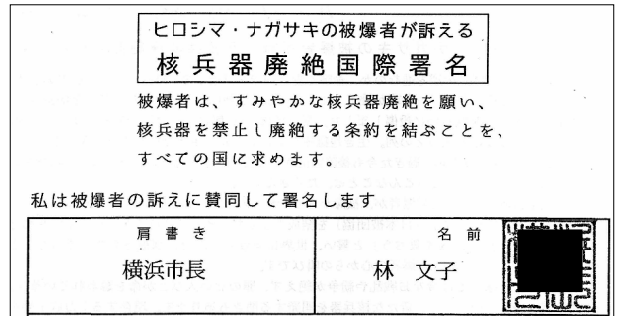 ヒロシマ・ナガサキの被爆者が訴える
核兵器廃絶国際署名
被爆者は、すみやかな核兵器廃絶を願い、
核兵器を禁止し廃絶する条約を結ぶことを、
すべての国に求めます。
私は被爆者の訴えに賛同して署名します
肩書き 名前
横浜市長 林 文子